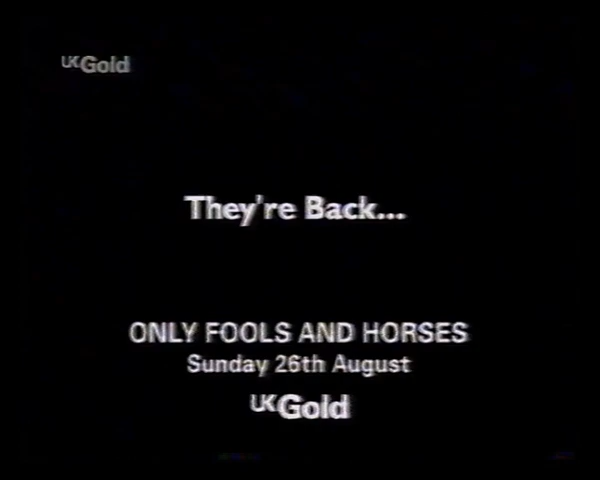 UKGold
They're Back...
ONLY FOOLS AND HORSES
Sunday 26th August
UKGold